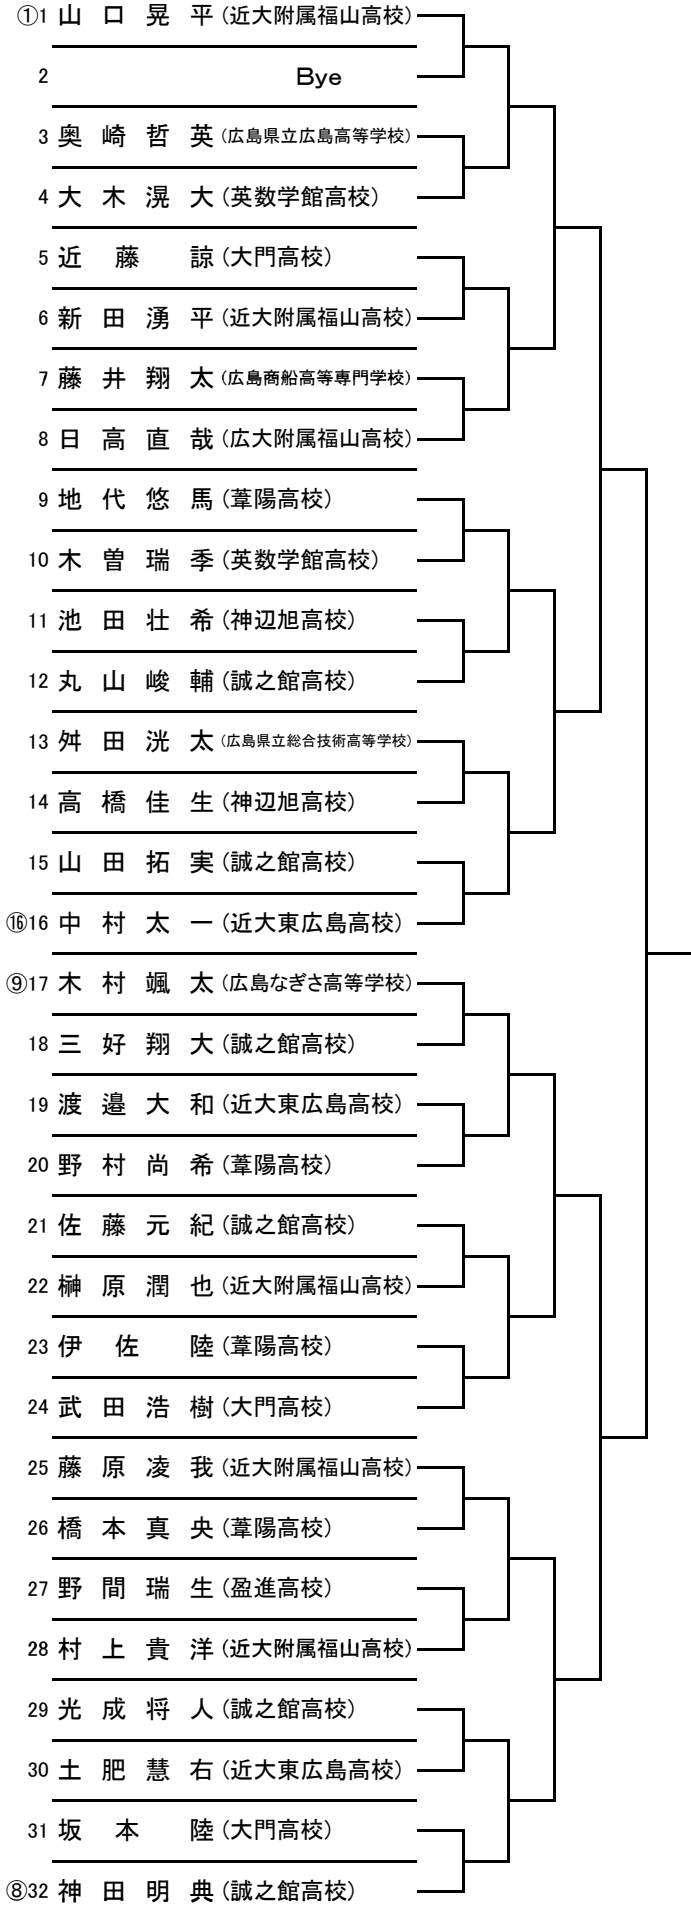 ①1 山口晃平(近大附属福山高校)
2 Bye
3 奥崎哲英(広島県立広島高等学校)
4 大木滉大(英数学館高校)
5 近藤諒(大門高校)
6 新田湧平(近大附属福山高校)
7 藤井翔太(広島商船高等専門学校)
8 日高直哉(広大附属福山高校)
9 地代悠馬(葦陽高校)
10 木曽瑞季(英数学館高校)
11 池田壮希(神辺旭高校)
12 丸山峻輔(誠之館高校)
13 舛田洸太(広島県立総合技術高等学校)
14 高橋佳生(神辺旭高校)
15 山田拓実(誠之館高校)
⑯16 中村太一(近大東広島高校)
⑨17 木村颯太(広島なぎさ高等学校)
18 三好翔大(誠之館高校)
19 渡邉大和(近大東広島高校)
20 野村尚希(葦陽高校)
21 佐藤元紀(誠之館高校)
22 榊原潤也(近大附属福山高校)
23 伊佐陸(葦陽高校)
24 武田浩樹(大門高校)
25 藤原凌我(近大附属福山高校)
26 橋本真央(葦陽高校)
27 野間瑞生(盈進高校)
28 村上貴洋(近大附属福山高校)
29 光成将人(誠之館高校)
30 土肥慧右(近大東広島高校)
31 坂本陸(大門高校)
⑧32 神田明典(誠之館高校)